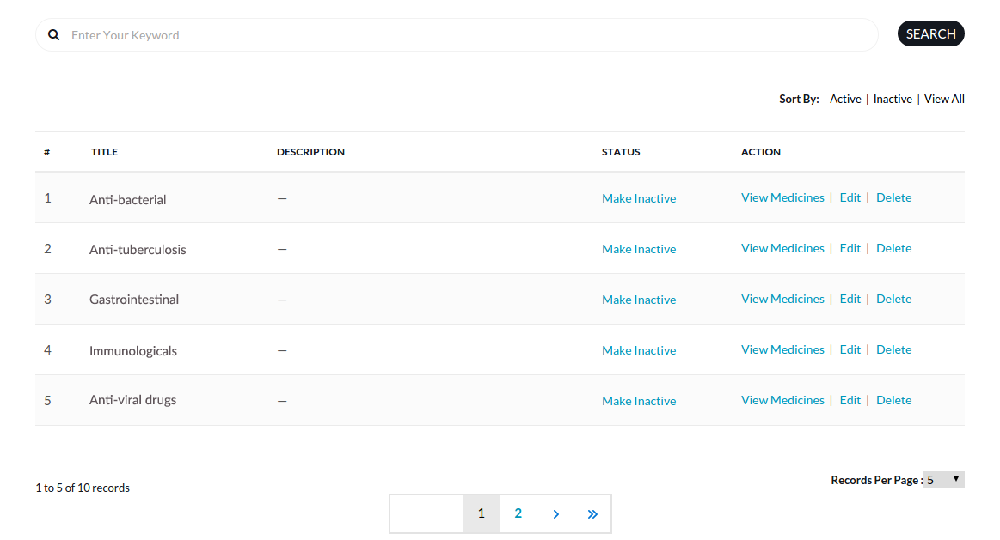 Enter Your Keyword
SEARCH
Sort By: Active | Inactive | View All
# TITLE DESCRIPTION STATUS ACTION
1 Anti-bacterial — Make Inactive View Medicines | Edit | Delete
2 Anti-tuberculosis — Make Inactive View Medicines | Edit | Delete
3 Gastrointestinal — Make Inactive View Medicines | Edit | Delete
4 Immunologicals — Make Inactive View Medicines | Edit | Delete
5 Anti-viral drugs — Make Inactive View Medicines | Edit | Delete
Records Per Page : 5
1 to 5 of 10 records
1 2 › »